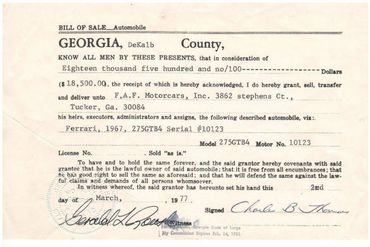 BILL OF SALE—Automobile
GEORGIA, DeKalb County,
KNOW ALL MEN BY THESE PRESENTS, that in consideration of
Eighteen thousand five hundred and no/100 Dollars
($ 18,500.00), the receipt of which is hereby acknowledged, I do hereby grant, sell, transfer
and deliver unto F.A.F. Motorcars, Inc. 3862 stephens Ct.,
Tucker, Ga. 30084
his heirs, executors, administrators and assigns, the following described automobile, viz:
Ferrari, 1967, 275GTB4 Serial #10123
Model 275GTB4 Motor No. 10123
License No. Sold "as is."
To have and to hold the same forever, and the said grantor hereby covenants with said
grantee that he is the lawful owner of said automobile; that it is free from all encumbrances; that
he has good right to sell the same as aforesaid; and that he will defend the same against the
lawful claims and demands of all persons whomsoever.
In witness whereof, the said grantor has hereunto set his hand this 2nd
day of March, 1977.
Signed Charles B. Thomas
Witness: